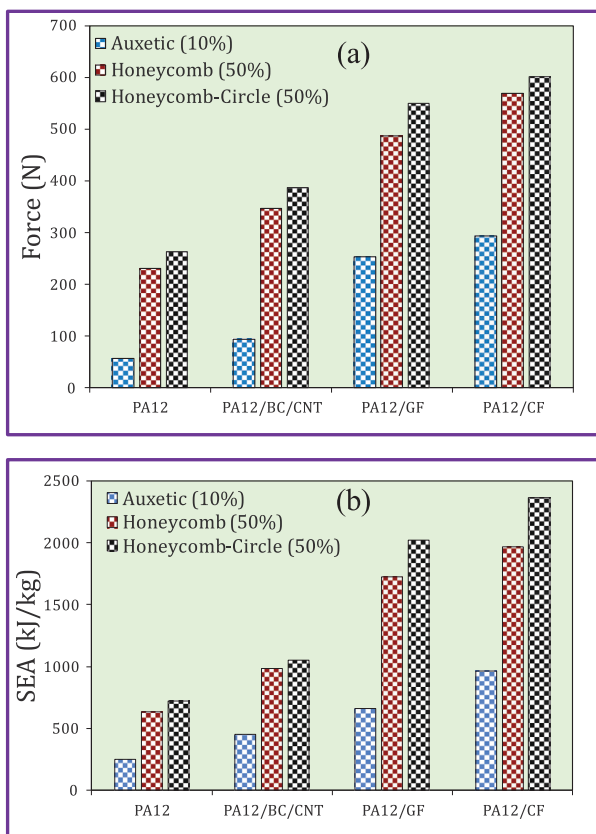 700
600
500
400
300
200
100
0
Force (N)
Auxetic (10%)
Honeycomb (50%)
Honeycomb-Circle (50%)
(a)
PA12 PA12/BC/CNT PA12/GF PA12/CF
2500
2000
1500
1000
500
0
SEA (kJ/kg)
Auxetic (10%)
Honeycomb (50%)
Honeycomb-Circle (50%)
(b)
PA12 PA12/BC/CNT PA12/GF PA12/CF